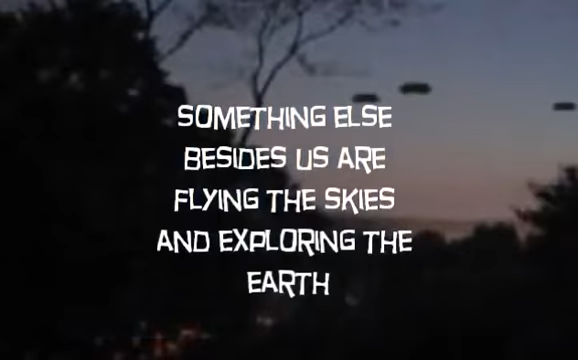 SOMETHING ELSE
BESIDES US ARE
FLYING THE SKIES
AND EXPLORING THE
EARTH